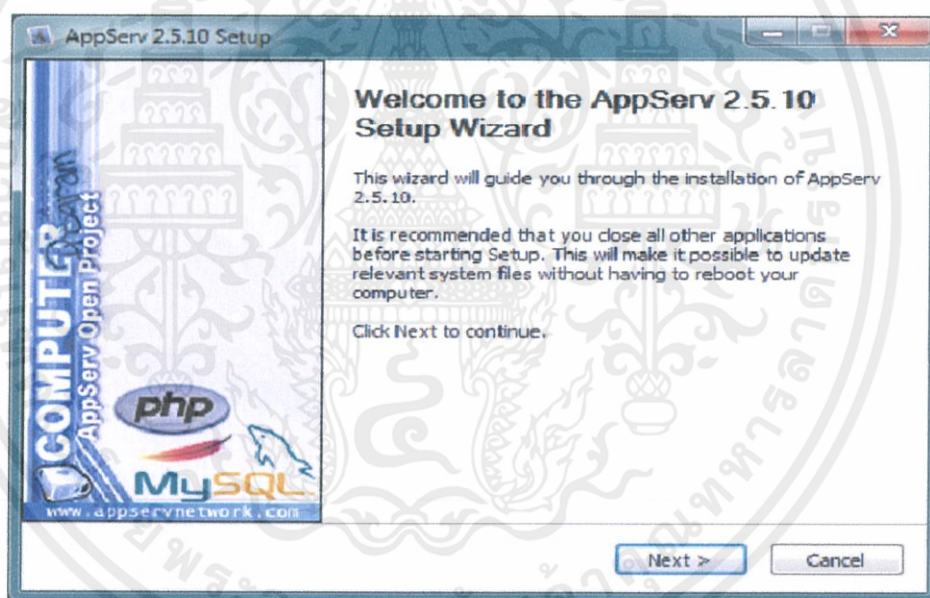 AppServ 2.5.10 Setup
Welcome to the AppServ 2.5.10
Setup Wizard
This wizard will guide you through the installation of AppServ
2.5.10.
It is recommended that you close all other applications
before starting Setup. This will make it possible to update
relevant system files without having to reboot your
computer.
Click Next to continue.
COMPUTER
AppServ Open Project
php
MySQL
www.appservnetwork.com
Next >
Cancel